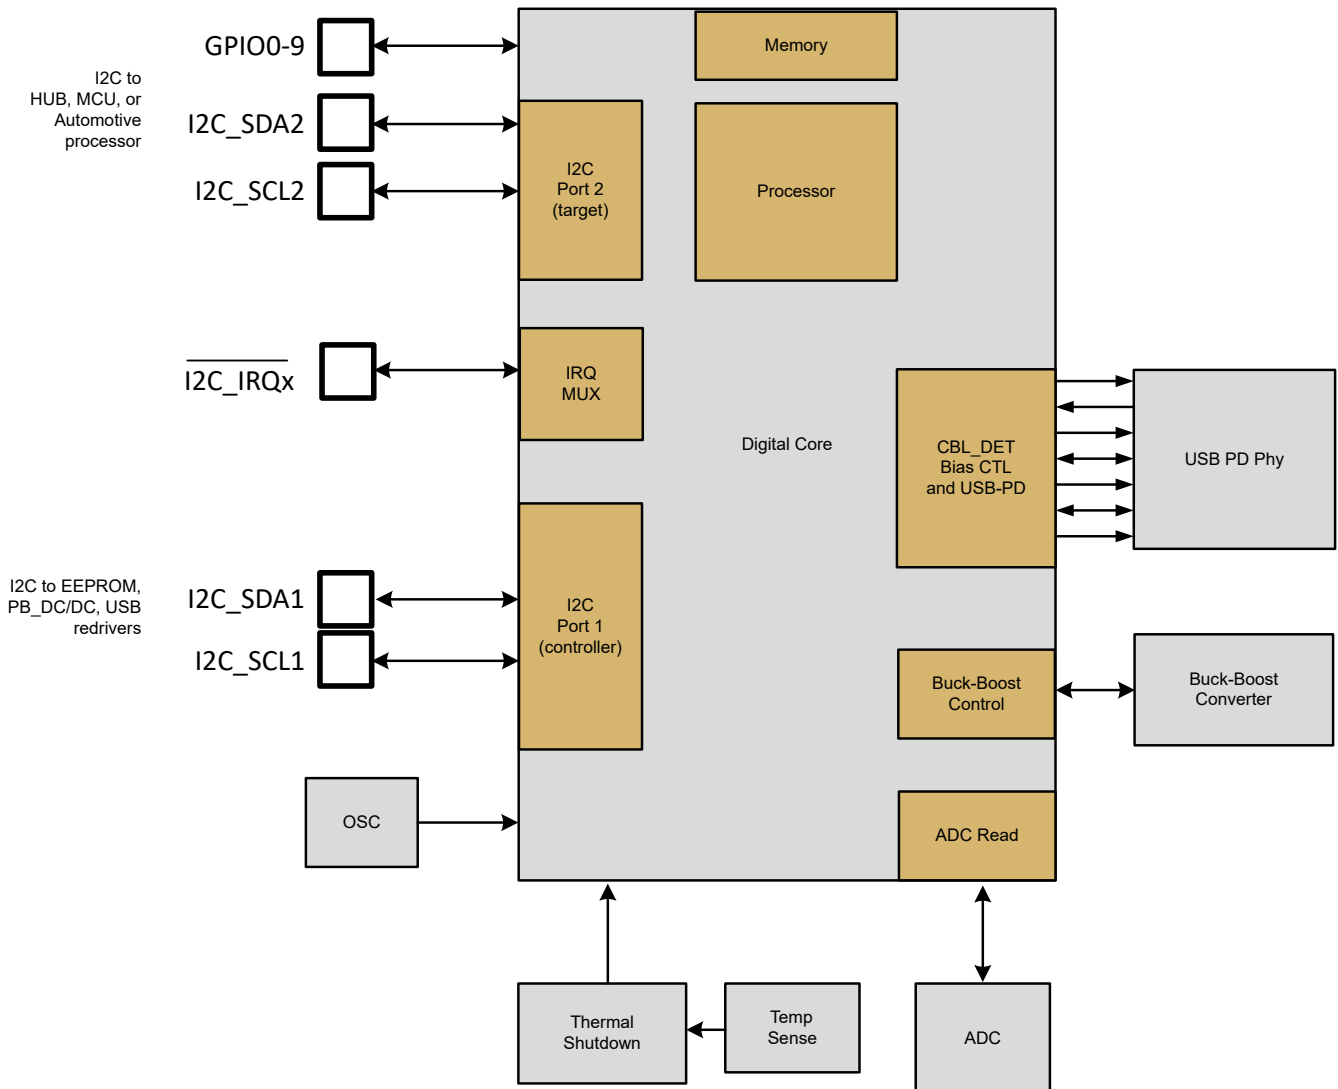 GPIO0-9
I2C to
HUB, MCU, or
Automotive
processor
I2C_SDA2
I2C_SCL2
I2C_IRQx
I2C to EEPROM,
PB_DC/DC, USB
redrivers
I2C_SDA1
I2C_SCL1
Memory
Processor
I2C
Port 2
(target)
IRQ
MUX
Digital Core
CBL_DET
Bias CTL
and USB-PD
USB PD Phy
I2C
Port 1
(controller)
Buck-Boost
Control
Buck-Boost
Converter
OSC
ADC Read
Thermal
Shutdown
Temp
Sense
ADC